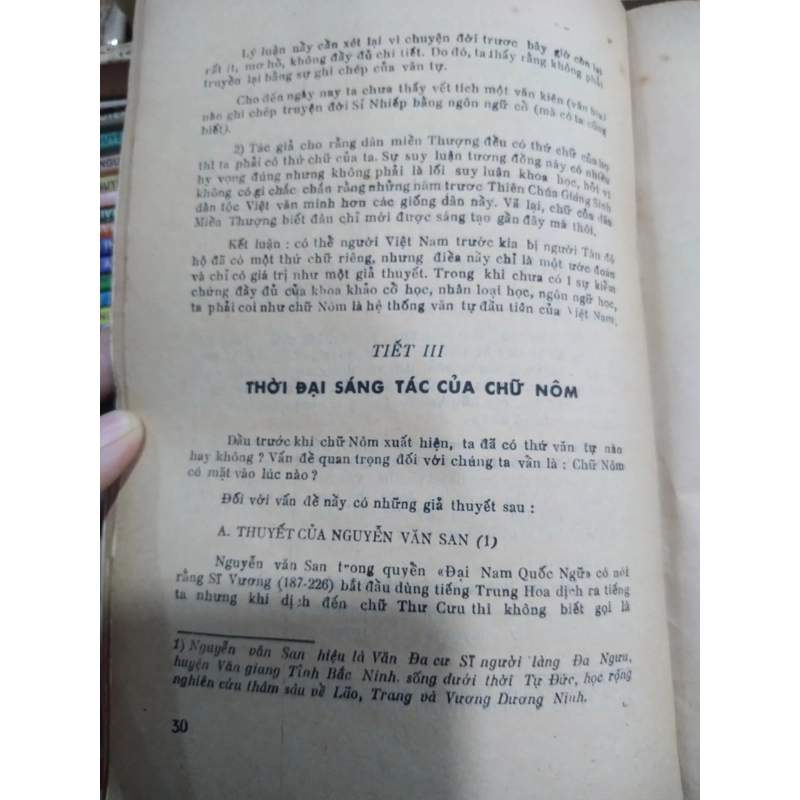 Lý luận nầy cần xét lại vì chuyện đời trước bây giờ còn lại
rất ít, mơ hồ, không đầy đủ chi tiết. Do đó, ta thấy rằng không phải
truyền lại bằng sự ghi chép của văn tự.
Cho đến ngày nay ta chưa thấy vết tích một văn kiện (văn bia)
nào ghi chép truyện đời Sĩ Nhiếp bằng ngôn ngữ cổ (mà có ta cũng
biết).
2) Tác giả cho rằng dân miền Thượng đều có thứ chữ của họ
thì ta phải có thứ chữ của ta. Sự suy luận tương đồng này có nhiều
hy vọng đúng nhưng không phải là lối suy luận khoa học, bởi vì
không có gì chắc chắn rằng những năm trước Thiên Chúa Giáng Sinh
dân tộc Việt văn minh hơn các giống dân nầy. Vả lại, chữ của dân
Miền Thượng biết đâu chỉ mới được sáng tạo gần đây mà thôi.
Kết luận : có thể người Việt Nam trước kia bị người Tàu đô
hộ đã có một thứ chữ riêng, nhưng điều nầy chỉ là một ước đoán
và chỉ có giá trị như một giả thuyết. Trong khi chưa có 1 sự kiểm
chứng đầy đủ của khoa khảo cổ học, nhân loại học, ngôn ngữ học,
ta phải coi như chữ Nôm là hệ thống văn tự đầu tiên của Việt Nam.
TIẾT III
THỜI ĐẠI SÁNG TÁC CỦA CHỮ NÔM
Dầu trước khi chữ Nôm xuất hiện, ta đã có thứ văn tự nào
hay không ? Vấn đề quan trọng đối với chúng ta vẫn là : Chữ Nôm
có mặt vào lúc nào ?
Đối với vấn đề nầy có những giả thuyết sau :
A. THUYẾT CỦA NGUYỄN VĂN SAN (1)
Nguyễn văn San trong quyển «Đại Nam Quốc Ngữ» có nói
rằng Sĩ Vương (187-226) bắt đầu dùng tiếng Trung Hoa dịch ra tiếng
ta nhưng khi dịch đến chữ Thư Cưu thì không biết gọi là
1) Nguyễn văn San hiệu là Văn Đa cư Sĩ người làng Đa Ngưu,
huyện Văn giang Tỉnh Bắc Ninh. sống dưới thời Tự Đức, học rộng
nghiên cứu thâm sâu về Lão, Trang và Vương Dương Ninh.
30